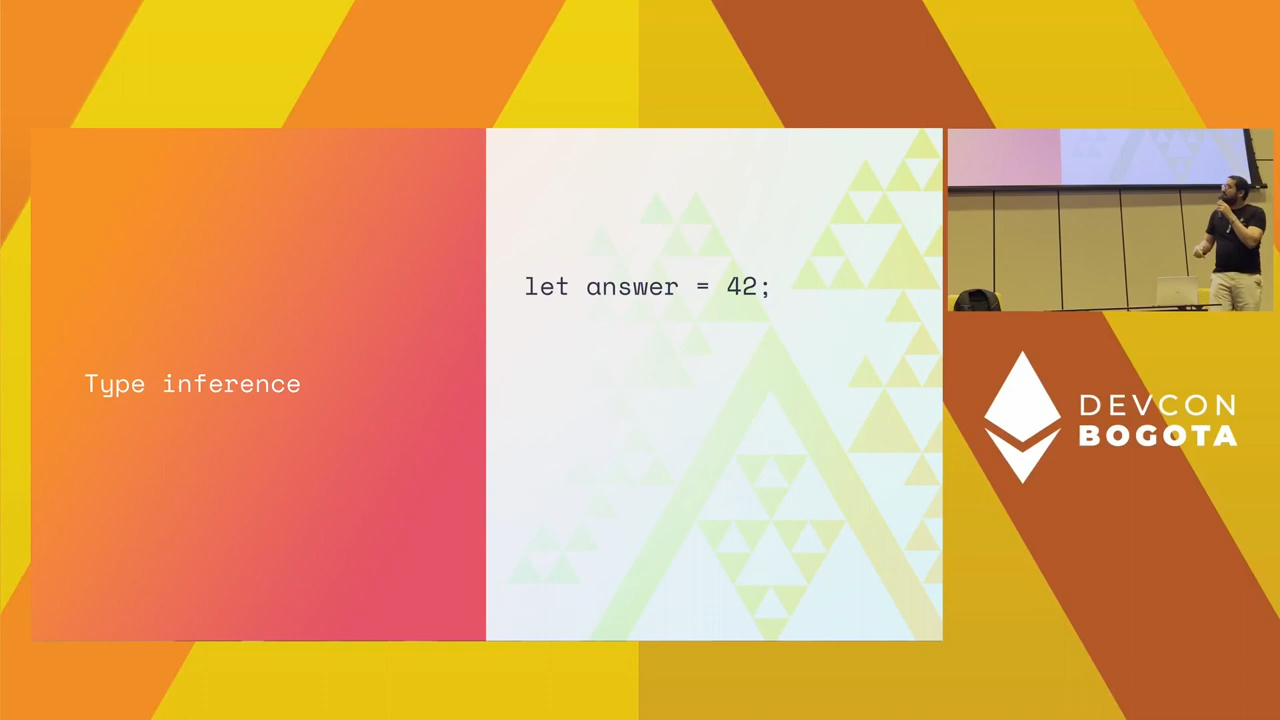 Type inference
let answer = 42;
DEVCON
BOGOTA